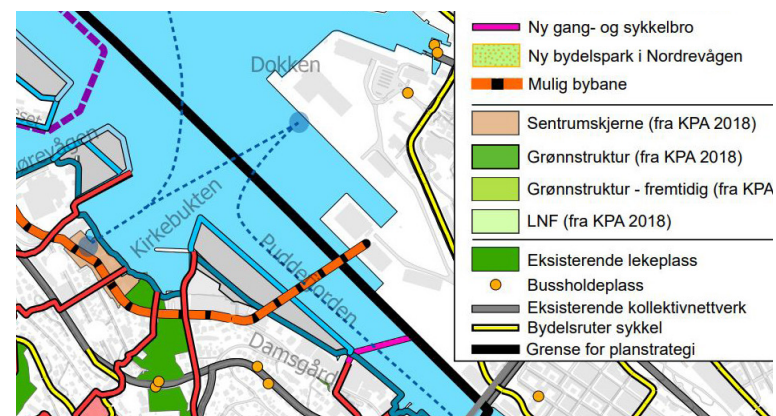 Dokken
Kirkebukten
Puddefjorden
Damsgård
Ny gang- og sykkelbro
Ny bydelspark i Nordrevågen
Mulig bybane
Sentrumskjerne (fra KPA 2018)
Grønnstruktur (fra KPA 2018)
Grønnstruktur - fremtidig (fra KPA
LNF (fra KPA 2018)
Eksisterende lekeplass
Bussholdeplass
Eksisterende kollektivnettverk
Bydelsruter sykkel
Grense for planstrategi